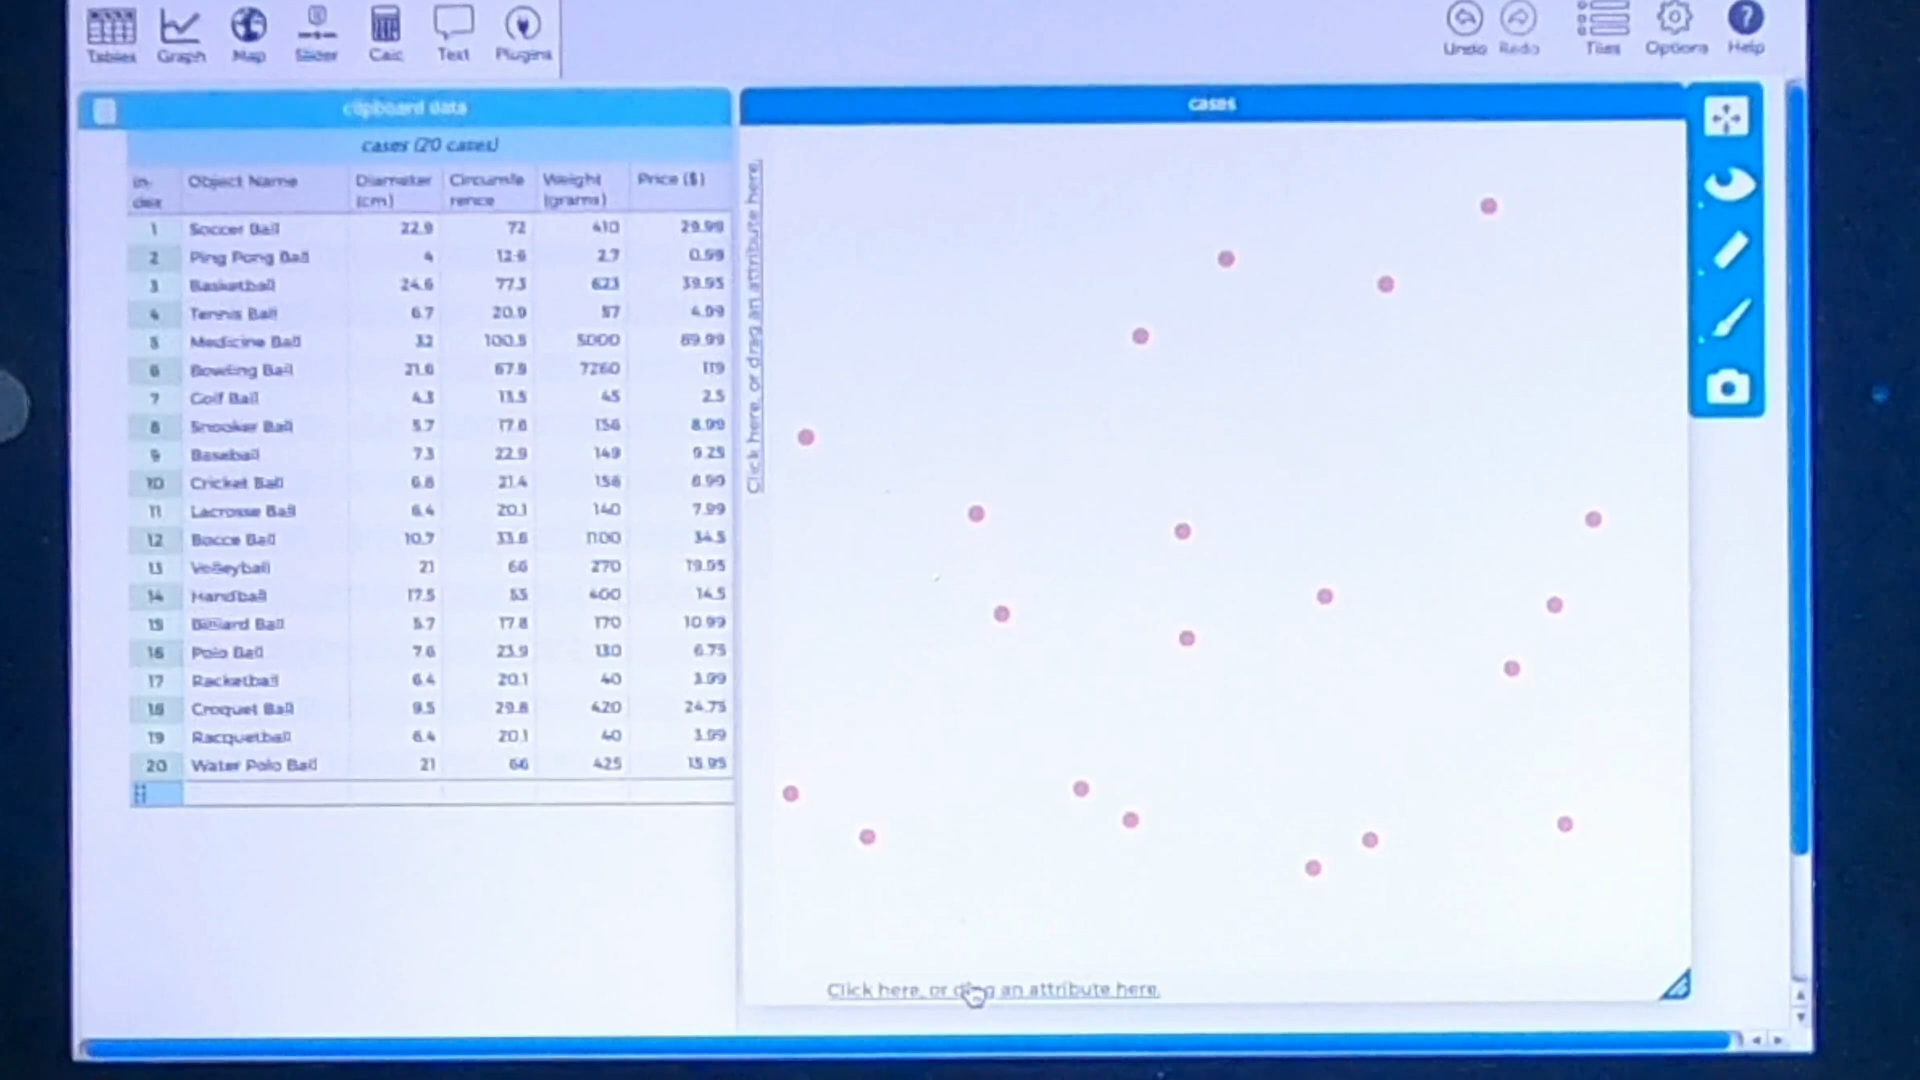 Tables Graph Map Slider Calc Text Plugins
Undo Redo Tiles Options Help
clipboard data
cases (20 cases)
in-dex Object Name Diameter (cm) Circumference Weight (grams) Price ($)
1 Soccer Ball 22.9 72 410 29.99
2 Ping Pong Ball 4 12.6 2.7 0.99
3 Basketball 24.6 77.3 623 39.95
4 Tennis Ball 6.7 20.9 57 4.99
5 Medicine Ball 32 100.5 5000 89.99
6 Bowling Ball 21.6 67.9 7260 119
7 Golf Ball 4.3 13.5 45 2.5
8 Snooker Ball 5.7 17.8 156 8.99
9 Baseball 7.3 22.9 149 9.25
10 Cricket Ball 6.8 21.4 156
11 Lacrosse Ball 6.4 20.1 140 7.99
12 Bocce Ball 10.7 33.6 1100 34.5
13 Volleyball 21 66 270 19.95
14 Handball 17.5 55 400 14.5
15 Billiard Ball 5.7 17.8 170 10.99
16 Polo Ball 7.6 23.9 130 6.75
17 Racketball 6.4 20.1 40 3.99
18 Croquet Ball 9.5 29.8 420 24.75
19 Racquetball 6.4 20.1 40 3.99
20 Water Polo Ball 21 66 425 15.95
cases
Click here, or drag an attribute here.
Click here, or drag an attribute here.